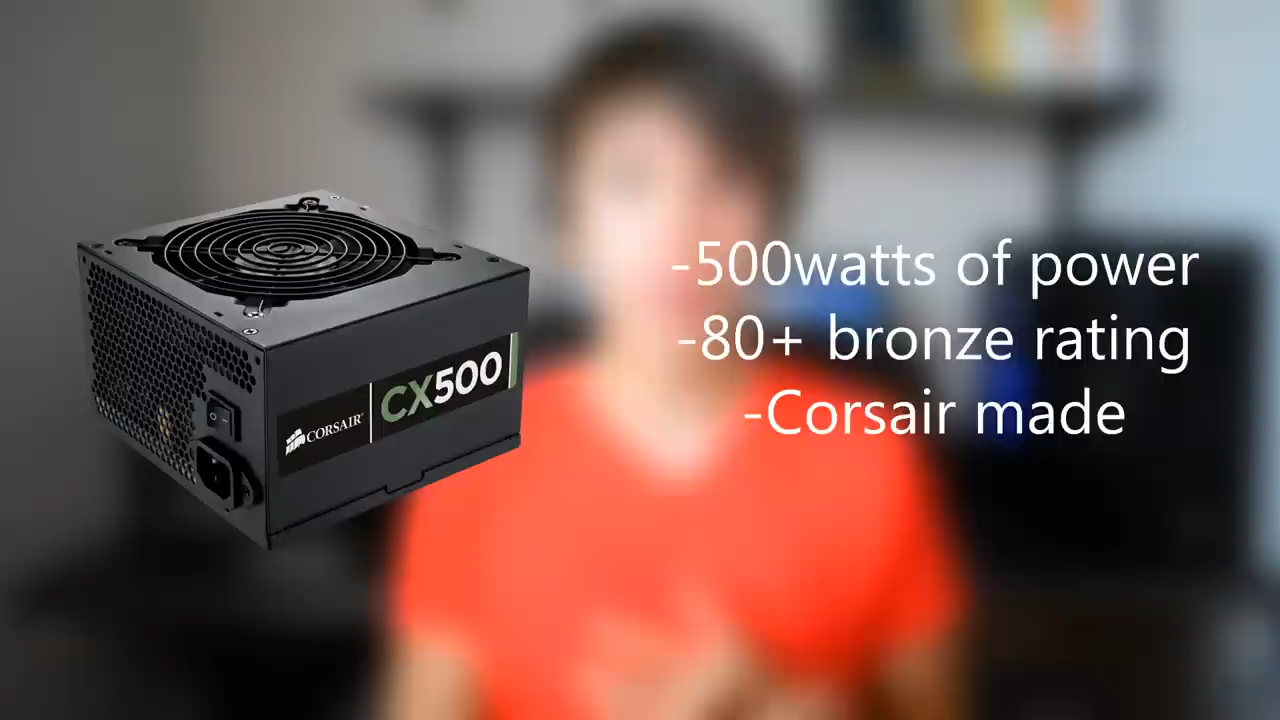 CORSAIR
CX500
-500watts of power
-80+ bronze rating
-Corsair made